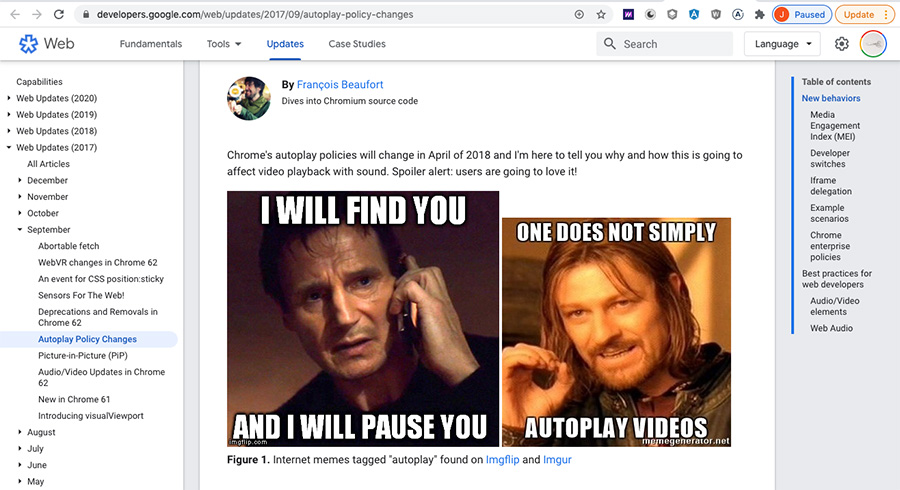 developers.google.com/web/updates/2017/09/autoplay-policy-changes
J Paused
Update
Web
Fundamentals
Tools
Updates
Case Studies
Search
Language
Capabilities
Web Updates (2020)
Web Updates (2019)
Web Updates (2018)
Web Updates (2017)
All Articles
December
November
October
September
Abortable fetch
WebVR changes in Chrome 62
An event for CSS position:sticky
Sensors For The Web!
Deprecations and Removals in
Chrome 62
Autoplay Policy Changes
Picture-in-Picture (PiP)
Audio/Video Updates in Chrome
62
New in Chrome 61
Introducing visualViewport
August
July
June
May
By François Beaufort
Dives into Chromium source code
Chrome's autoplay policies will change in April of 2018 and I'm here to tell you why and how this is going to
affect video playback with sound. Spoiler alert: users are going to love it!
I WILL FIND YOU
AND I WILL PAUSE YOU
imgflip.com
ONE DOES NOT SIMPLY
AUTOPLAY VIDEOS
memegenerator.net
Figure 1. Internet memes tagged "autoplay" found on Imgflip and Imgur
Table of contents
New behaviors
Media
Engagement
Index (MEI)
Developer
switches
Iframe
delegation
Example
scenarios
Chrome
enterprise
policies
Best practices for
web developers
Audio/Video
elements
Web Audio